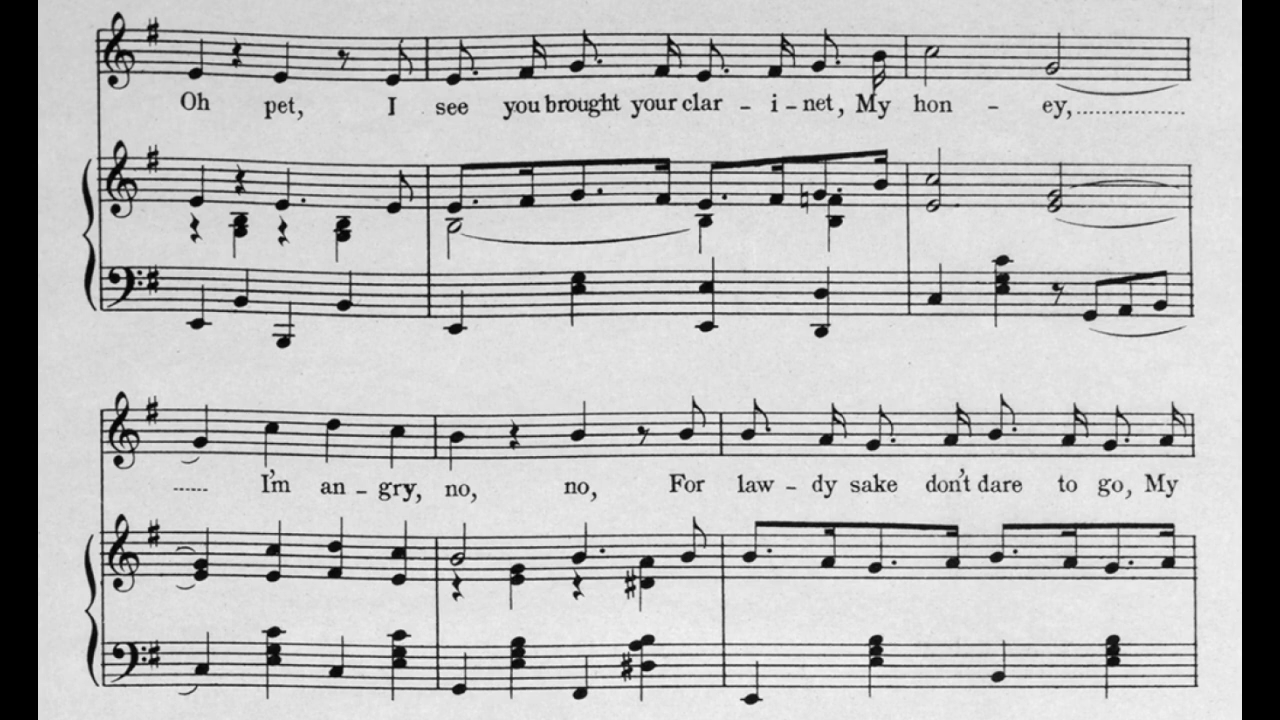 Oh pet, I see you brought your clar - i - net, My hon - ey,..................
...... I'm an - gry, no, no, For law - dy sake don't dare to go, My